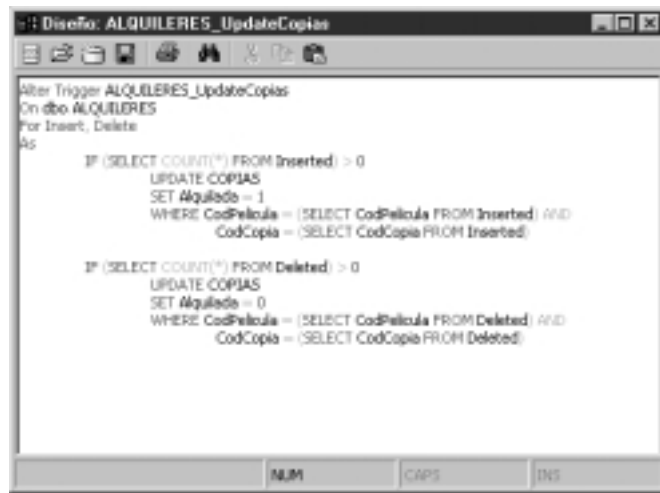 Diseño: ALQUILERES_UpdateCopias
Alter Trigger ALQUILERES_UpdateCopias
On dbo.ALQUILERES
For Insert, Delete
As
IF (SELECT COUNT(*) FROM Inserted) > 0
UPDATE COPIAS
SET Alquilada = 1
WHERE CodPelicula = (SELECT CodPelicula FROM Inserted) AND
CodCopia = (SELECT CodCopia FROM Inserted)
IF (SELECT COUNT(*) FROM Deleted) > 0
UPDATE COPIAS
SET Alquilada = 0
WHERE CodPelicula = (SELECT CodPelicula FROM Deleted) AND
CodCopia = (SELECT CodCopia FROM Deleted)
NUM CAPS INS